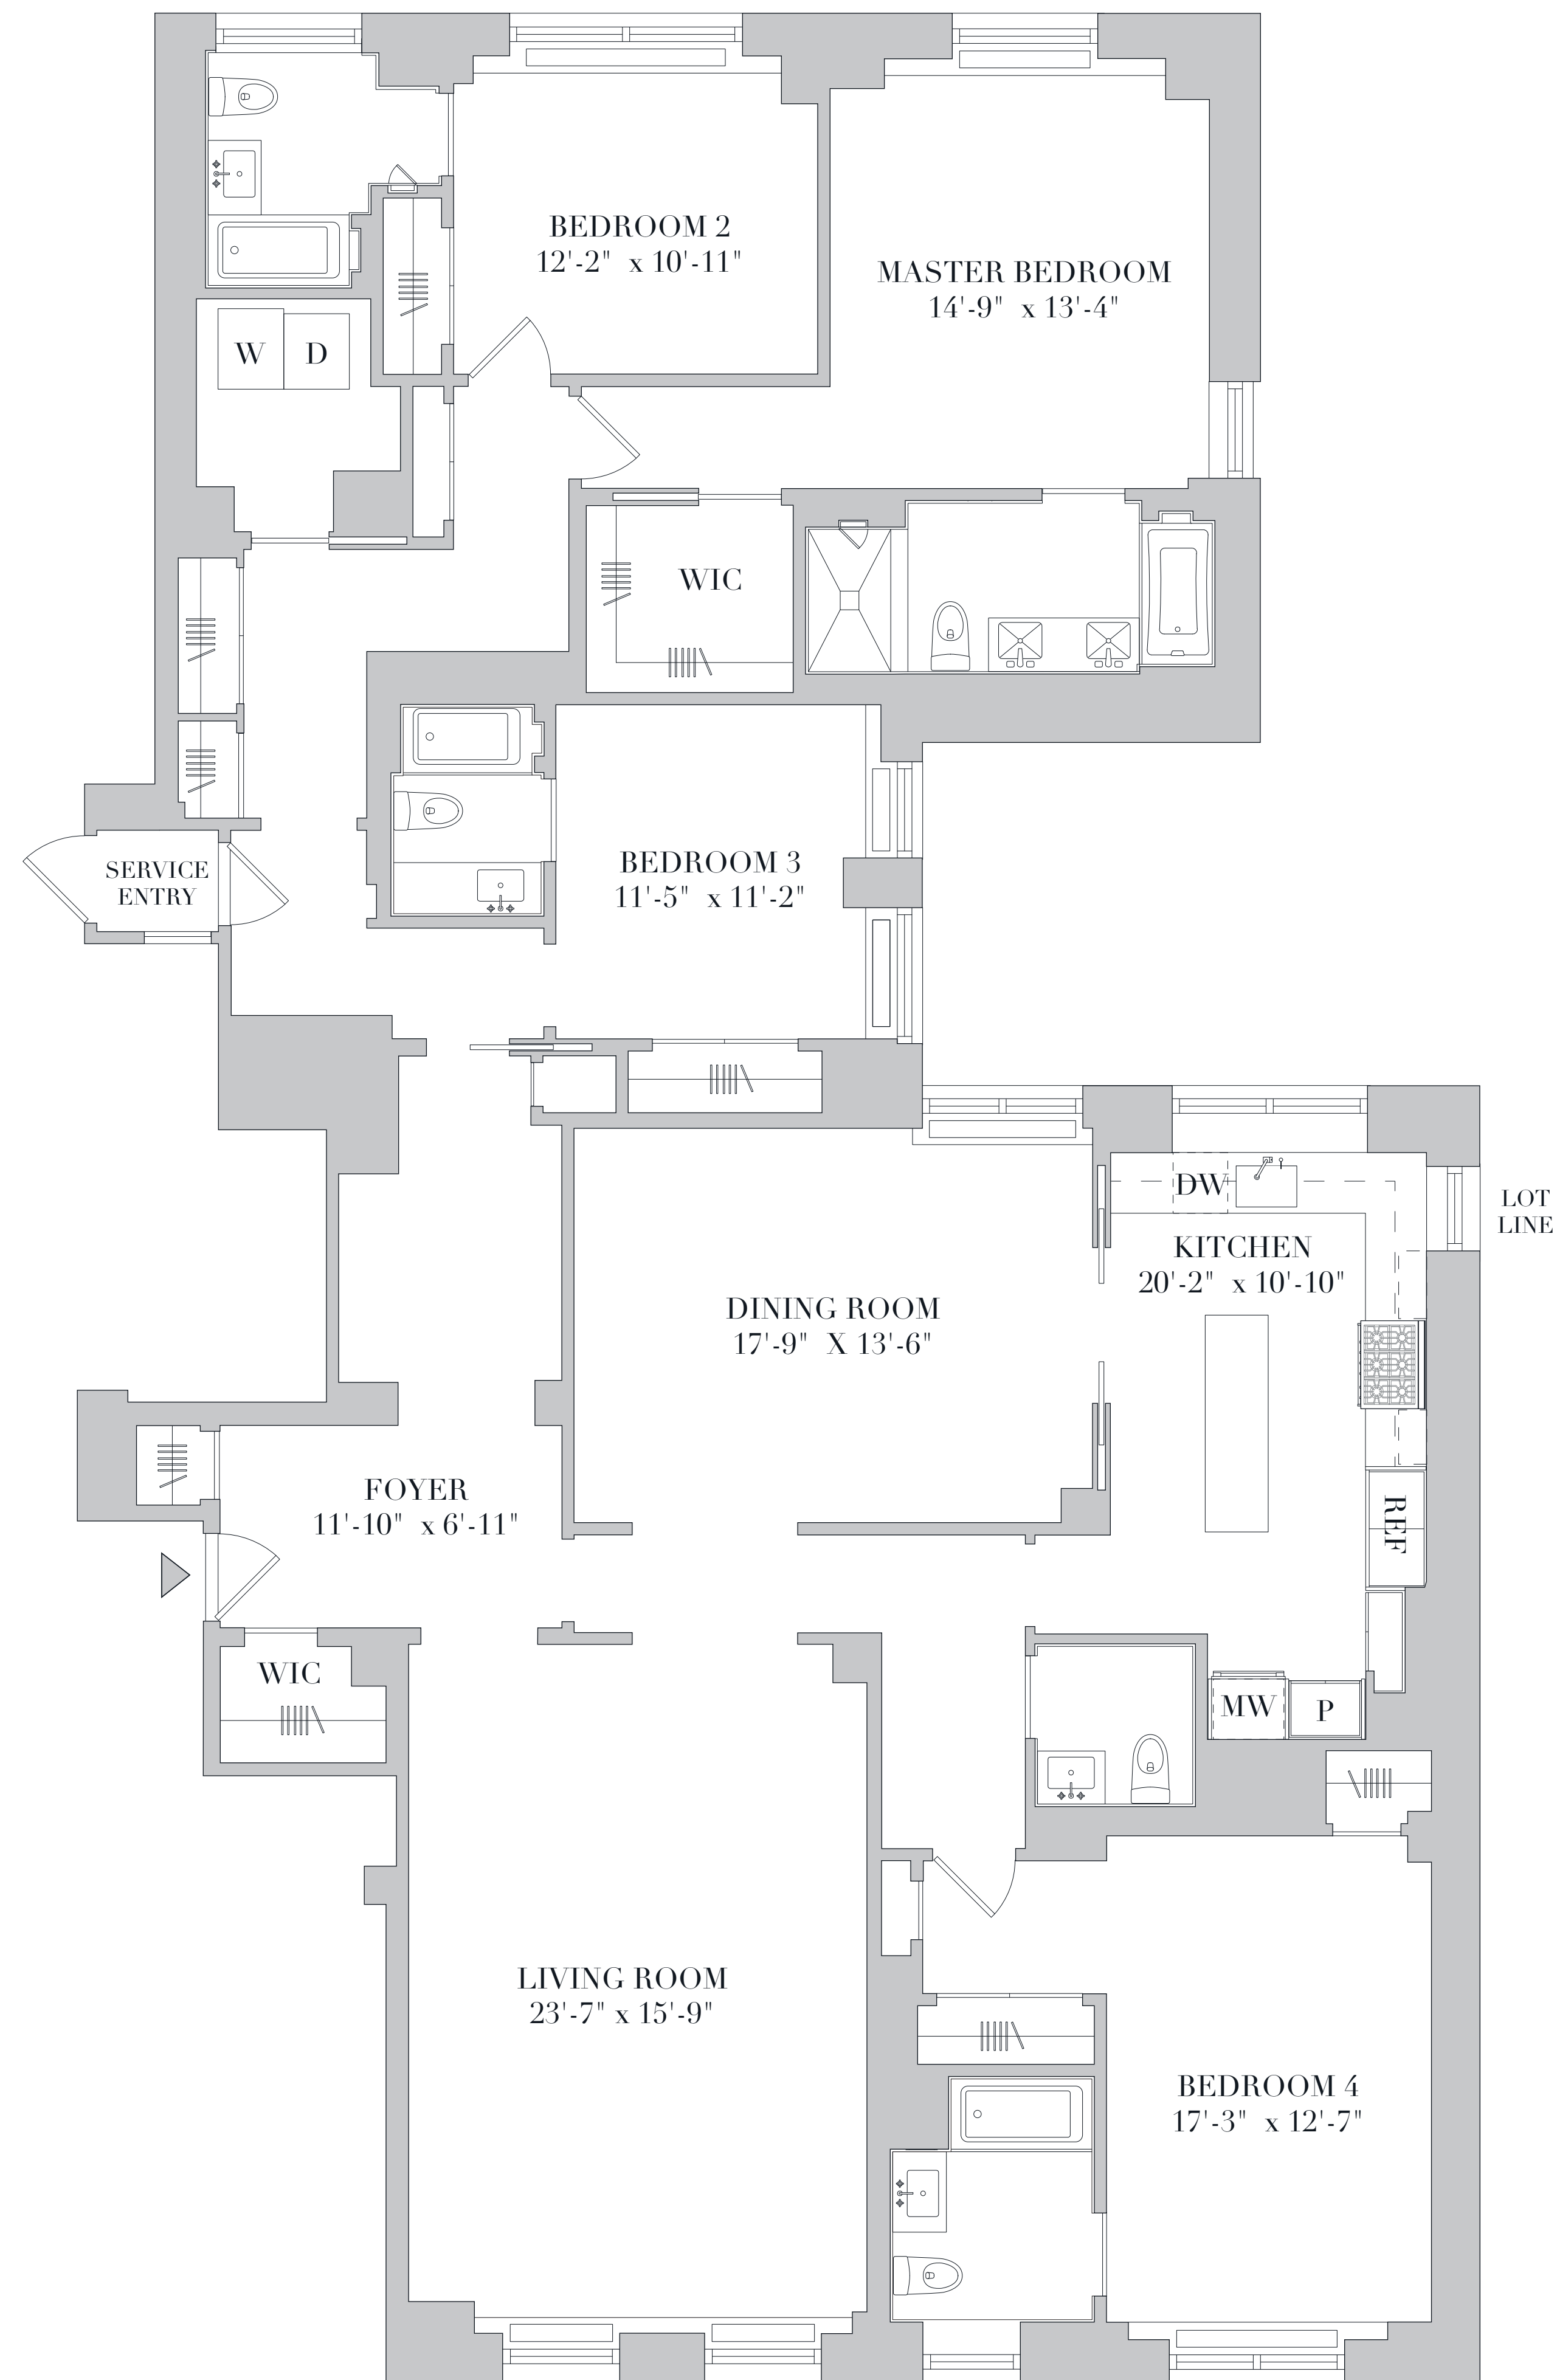 BEDROOM 2
12'-2" x 10'-11"
MASTER BEDROOM
14'-9" x 13'-4"
W
D
WIC
BEDROOM 3
11'-5" x 11'-2"
SERVICE
ENTRY
DW
LOT
LINE
KITCHEN
20'-2" x 10'-10"
DINING ROOM
17'-9" X 13'-6"
REF
FOYER
11'-10" x 6'-11"
WIC
MW
P
LIVING ROOM
23'-7" x 15'-9"
BEDROOM 4
17'-3" x 12'-7"